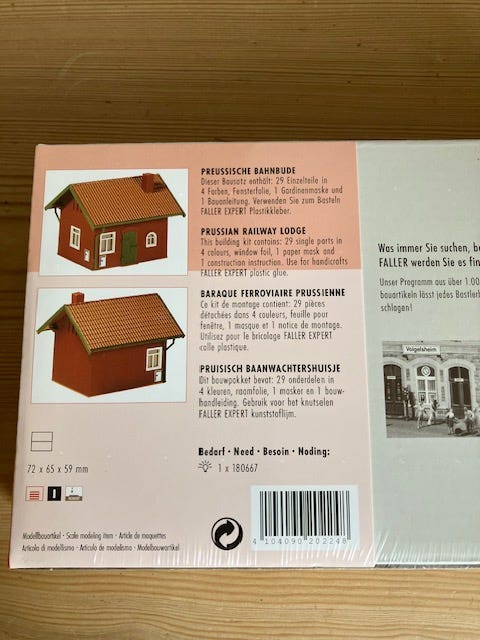 PREUSSISCHE BAHNBUDE
Dieser Bausatz enthält: 29 Einzelteile in
4 Farben, Fensterfolie, 1 Gardinenmaske und
1 Bauanleitung. Verwenden Sie zum Basteln
FALLER EXPERT Plastikkleber.
PRUSSIAN RAILWAY LODGE
This building kit contains: 29 single parts in
4 colours, window foil, 1 paper mask and
1 construction instruction. Use for handicrafts
FALLER EXPERT plastic glue.
BARAQUE FERROVIAIRE PRUSSIENNE
Ce kit de montage contient: 29 pièces
détachées dans 4 couleurs, feuille pour
fenêtre, 1 masque et 1 notice de montage.
Utilisez pour le bricolage FALLER EXPERT
colle plastique.
PRUISISCH BAANWACHTERSHUISJE
Dit bouwpakket bevat: 29 onderdelen in
4 kleuren, raamfolie, 1 masker en 1 bouw-
handleiding. Gebruik voor het knutselen
FALLER EXPERT kunststoflijm.
Bedarf · Need · Besoin · Noding:
1 x 180667
72 x 65 x 59 mm
Modellbauartikel · Scale modeling item · Article de maquettes
Articolo di modellismo · Artículo de modelismo · Modelbouwartikel
4 104090 202248
Was immer Sie suchen, be
FALLER werden Sie es fin
Unser Programm aus über 1.00
bauartikeln lässt jedes Bastlerh
schlagen!
Volgelsheim